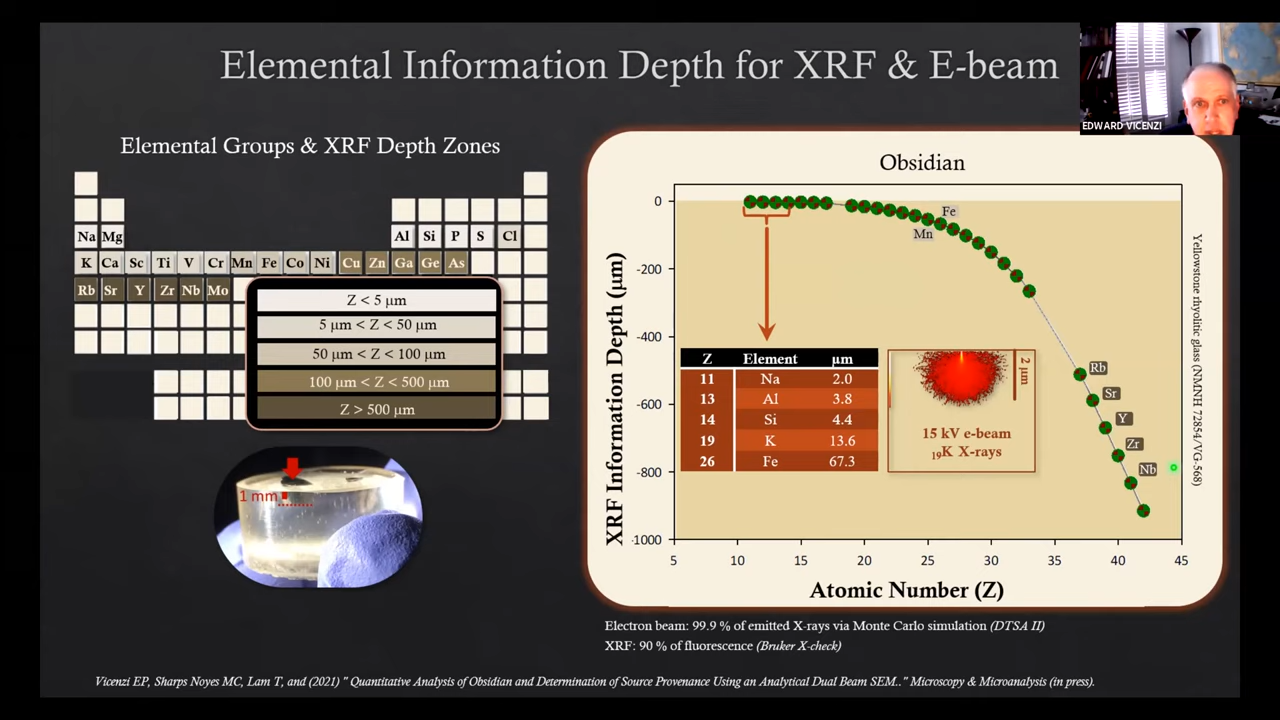 Elemental Information Depth for XRF & E-beam
EDWARD VICENZI
Elemental Groups & XRF Depth Zones
Na Mg Al Si P S Cl
K Ca Sc Ti V Cr Mn Fe Co Ni Cu Zn Ga Ge As
Rb Sr Y Zr Nb Mo
Z < 5 µm
5 µm < Z < 50 µm
50 µm < Z < 100 µm
100 µm < Z < 500 µm
Z > 500 µm
1 mm
Obsidian
XRF Information Depth (µm)
0
-200
-400
-600
-800
-1000
Fe
Mn
Rb
Sr
Y
Zr
Nb
Z Element µm
11 Na 2.0
13 Al 3.8
14 Si 4.4
19 K 13.6
26 Fe 67.3
2 µm
15 kV e-beam
19K X-rays
5 10 15 20 25 30 35 40 45
Atomic Number (Z)
Yellowstone rhyolitic glass (NMNH 72854/VG-568)
Electron beam: 99.9 % of emitted X-rays via Monte Carlo simulation (DTSA II)
XRF: 90 % of fluorescence (Bruker X-check)
Vicenzi EP, Sharps Noyes MC, Lam T, and (2021) " Quantitative Analysis of Obsidian and Determination of Source Provenance Using an Analytical Dual Beam SEM.." Microscopy & Microanalysis (in press).